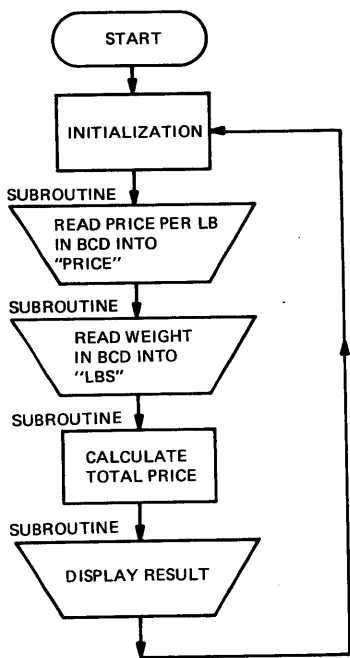 START
INITIALIZATION
SUBROUTINE
READ PRICE PER LB
IN BCD INTO
"PRICE"
SUBROUTINE
READ WEIGHT
IN BCD INTO
"LBS"
SUBROUTINE
CALCULATE
TOTAL PRICE
SUBROUTINE
DISPLAY RESULT